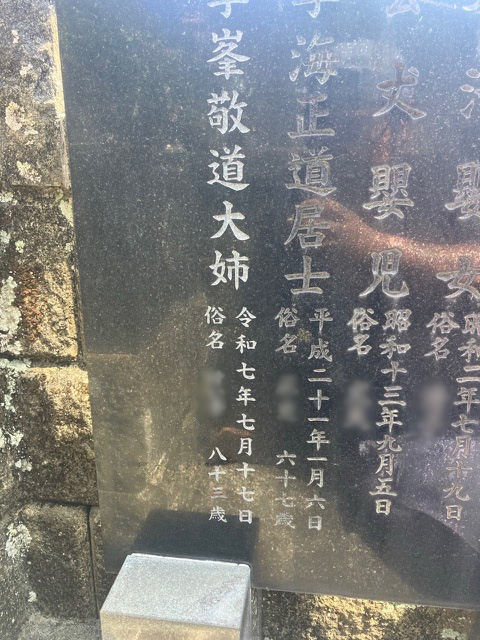 女
昭和二年七月十九日
俗名
犬嬰児
昭和十三年九月五日
俗名
海正道居士
平成二十一年一月六日
俗名 六十七歳
峯敬道大姉
令和七年七月十七日
俗名 八十三歳